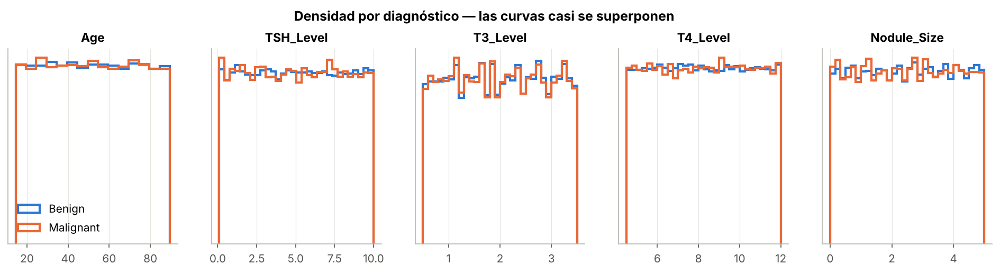 Densidad por diagnóstico — las curvas casi se superponen
Age
TSH_Level
T3_Level
T4_Level
Nodule_Size
Benign
Malignant
20 40 60 80
0.0 2.5 5.0 7.5 10.0
1 2 3
6 8 10 12
0 2 4